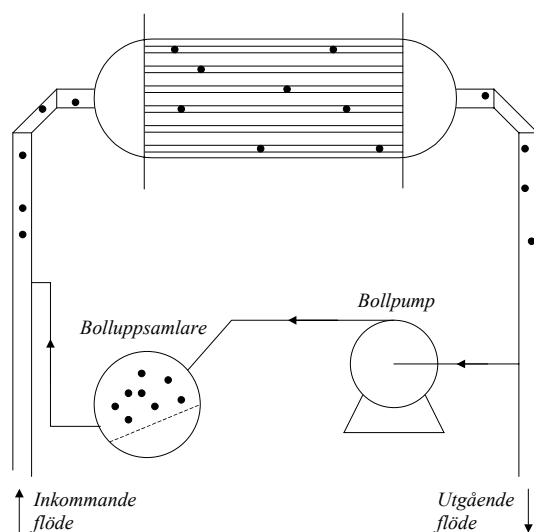 Bollpump
Bolluppsamlare
Inkommande
flöde
Utgående
flöde